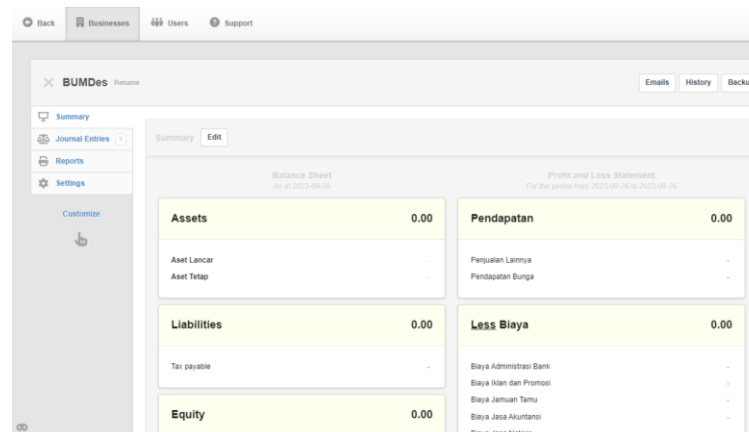 Back Businesses Users Support
BUMDes Rename Emails History Backu
Summary
Journal Entries 0
Reports
Settings
Customize
Summary Edit
Balance Sheet
As at 2023-09-26
Profit and Loss Statement
For the period from 2023-09-26 to 2023-09-26
Assets 0.00
Aset Lancar -
Aset Tetap -
Liabilities 0.00
Tax payable -
Equity 0.00
Pendapatan 0.00
Penjualan Lainnya -
Pendapatan Bunga -
Less Biaya 0.00
Biaya Administrasi Bank -
Biaya Iklan dan Promosi -
Biaya Jamuan Tamu -
Biaya Jasa Akuntansi -